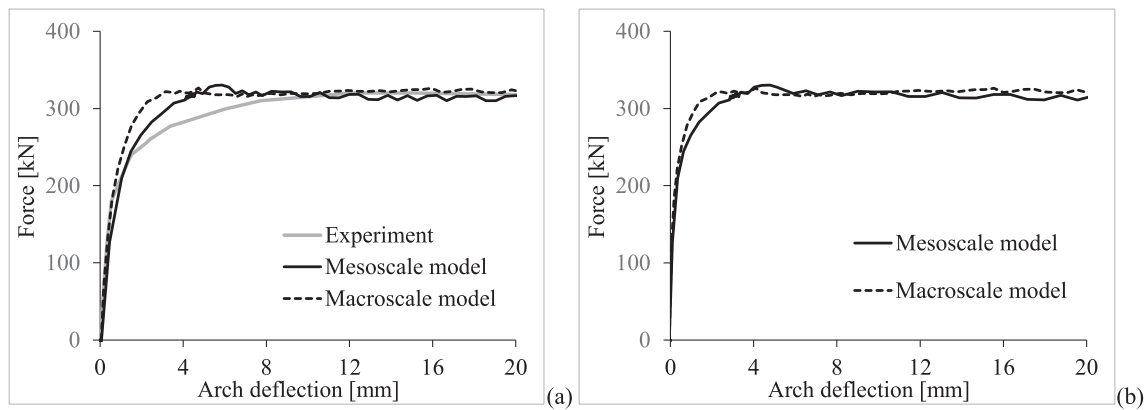 400
300
200
100
0
Force [kN]
Experiment
Mesoscale model
Macroscale model
0 4 8 12 16 20
Arch deflection [mm]
(a)
400
300
200
100
0
Force [kN]
Mesoscale model
Macroscale model
0 4 8 12 16 20
Arch deflection [mm]
(b)